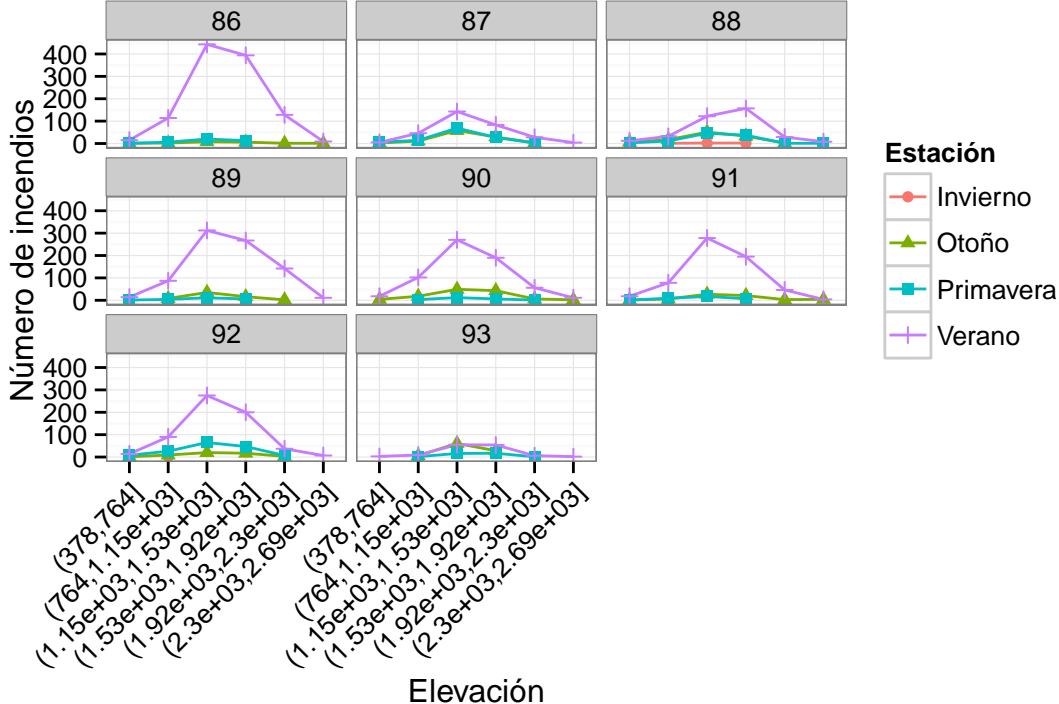 86
87
88
400
300
200
100
0
89
90
91
400
300
200
100
0
92
93
400
300
200
100
0
Número de incendios
(378,764]
(764,1.15e+03]
(1.15e+03,1.53e+03]
(1.53e+03,1.92e+03]
(1.92e+03,2.3e+03]
(2.3e+03,2.69e+03]
(378,764]
(764,1.15e+03]
(1.15e+03,1.53e+03]
(1.53e+03,1.92e+03]
(1.92e+03,2.3e+03]
(2.3e+03,2.69e+03]
Elevación
Estación
Invierno
Otoño
Primavera
Verano